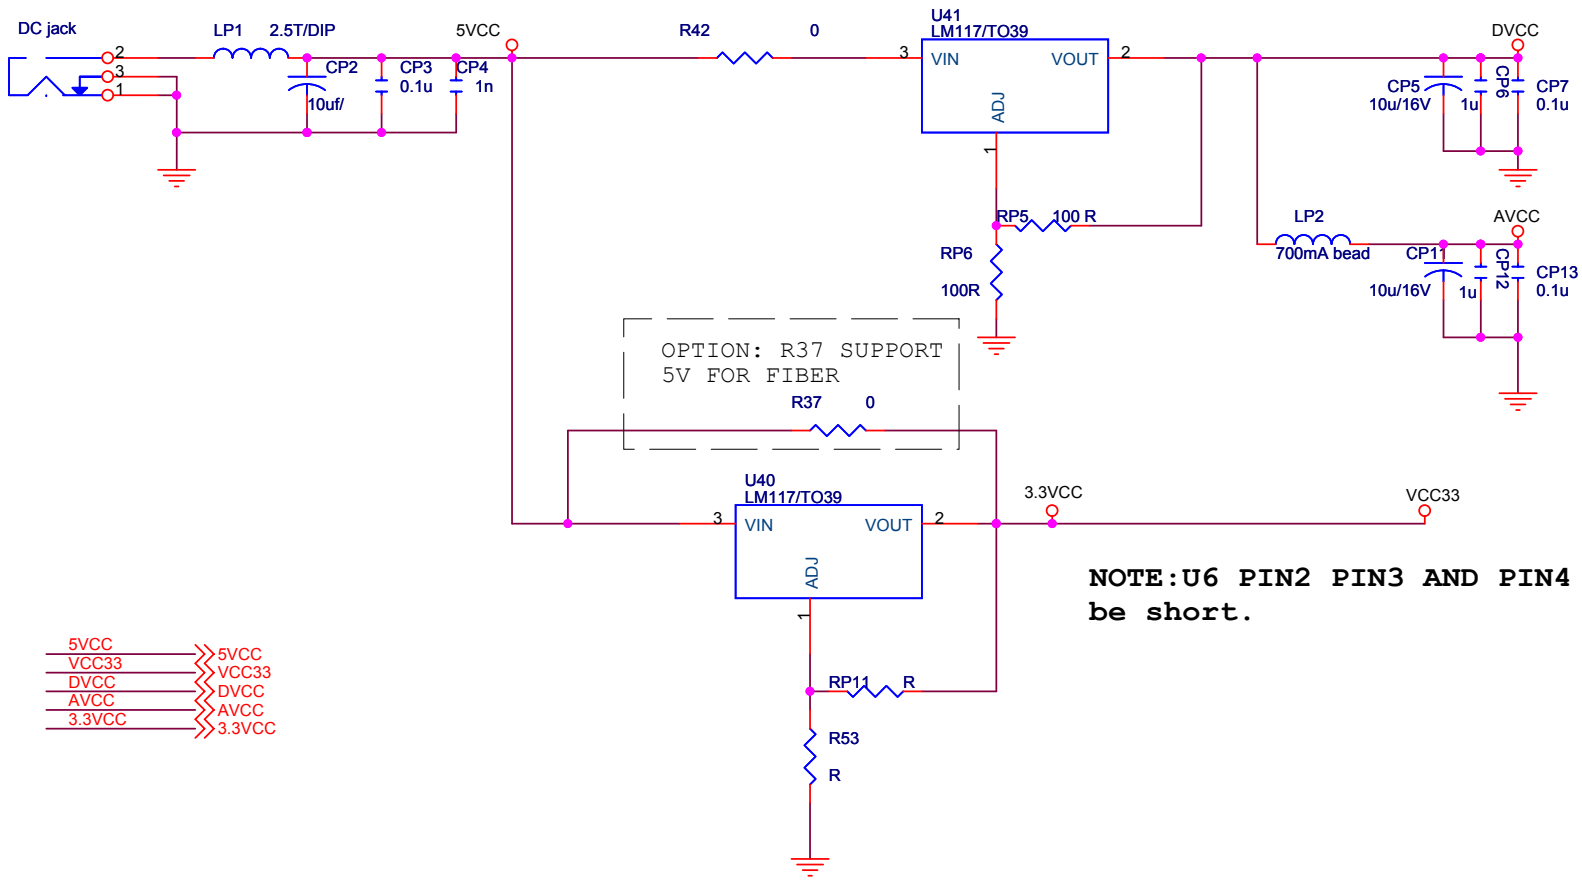 DC jack
2
3
1
LP1 2.5T/DIP
CP2
10uf/
CP3
0.1u
CP4
1n
5VCC
R42 0
U41
LM117/TO39
3 VIN VOUT 2
ADJ
1
RP5 100 R
RP6
100R
DVCC
CP5
10u/16V
CP6
1u
CP7
0.1u
LP2
700mA bead
AVCC
CP11
10u/16V
CP12
1u
CP13
0.1u
OPTION: R37 SUPPORT
5V FOR FIBER
R37 0
U40
LM117/TO39
3 VIN VOUT 2
ADJ
1
3.3VCC
VCC33
NOTE:U6 PIN2 PIN3 AND PIN4
be short.
RP11 R
R53
R
5VCC 5VCC
VCC33 VCC33
DVCC DVCC
AVCC AVCC
3.3VCC 3.3VCC